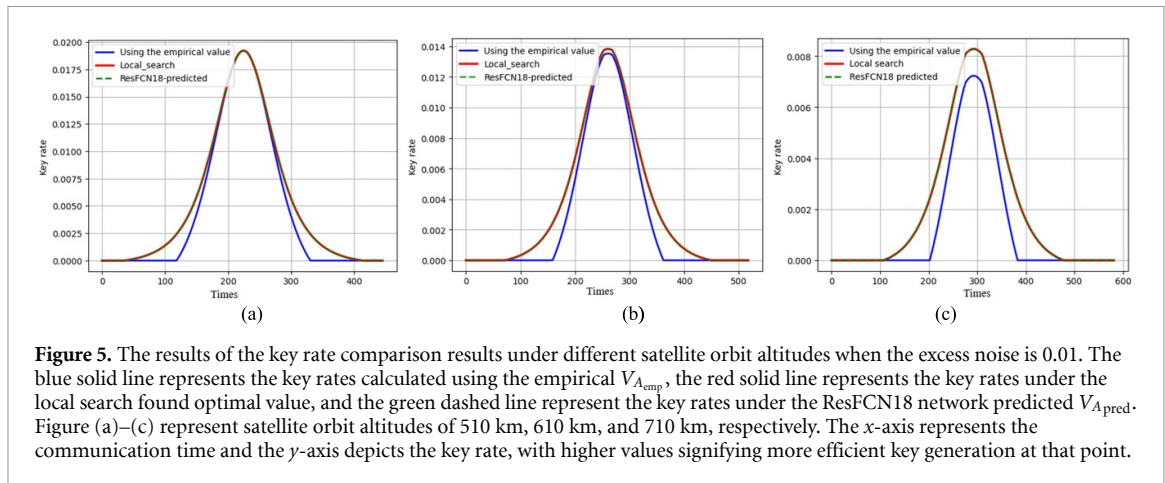 0.0200
0.0175
0.0150
0.0125
0.0100
0.0075
0.0050
0.0025
0.0000
Key rate
Using the empirical value
Local_search
ResFCN18-predicted
0 100 200 300 400
Times
(a)
0.014
0.012
0.010
0.008
0.006
0.004
0.002
0.000
Key rate
Using the empirical value
Local_search
ResFCN18-predicted
0 100 200 300 400 500
Times
(b)
0.008
0.006
0.004
0.002
0.000
Key rate
Using the empirical value
Local_search
ResFCN18 predicted
0 100 200 300 400 500 600
Times
(c)
Figure 5. The results of the key rate comparison results under different satellite orbit altitudes when the excess noise is 0.01. The
blue solid line represents the key rates calculated using the empirical V_{A_{emp}}, the red solid line represents the key rates under the
local search found optimal value, and the green dashed line represent the key rates under the ResFCN18 network predicted V_{A_{pred}}.
Figure (a)–(c) represent satellite orbit altitudes of 510 km, 610 km, and 710 km, respectively. The x-axis represents the
communication time and the y-axis depicts the key rate, with higher values signifying more efficient key generation at that point.